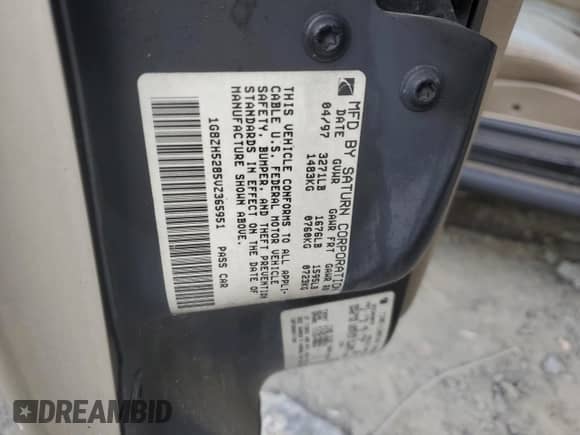 MFD BY SATURN CORPORATION
DATE GVWR GAWR FRT GAWR
04/97 3271LB 1676LB 1595LB
1483KG 0760KG 0723KG
THIS VEHICLE CONFORMS TO ALL APPLI-
CABLE U.S. FEDERAL MOTOR VEHICLE
SAFETY, BUMPER, AND THEFT PREVENTION
STANDARDS IN EFFECT ON THE DATE OF
MANUFACTURE SHOWN ABOVE.
1G8ZH5285VZ365951 PASS CAR
DREAMBID